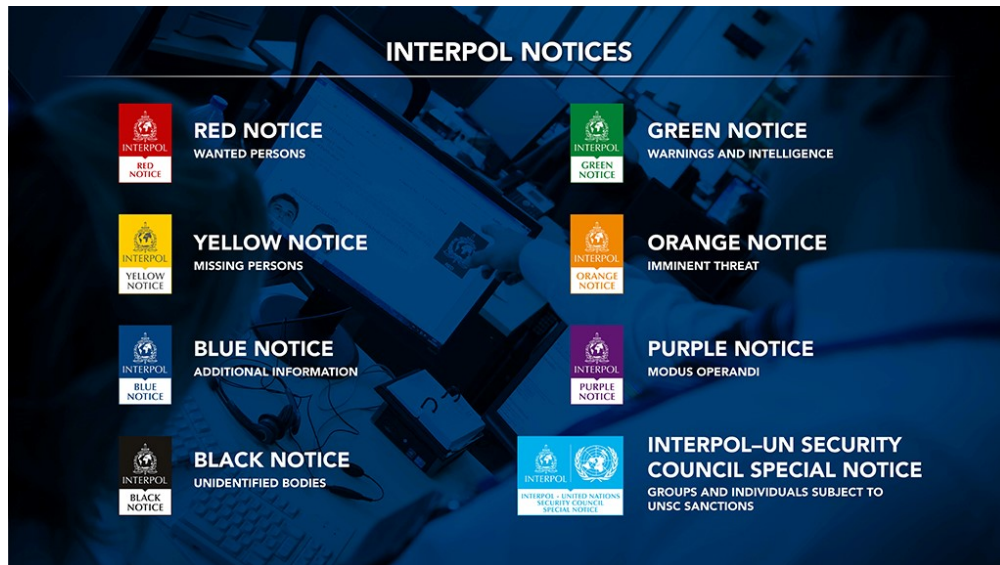 INTERPOL NOTICES
INTERPOL
RED
NOTICE
RED NOTICE
WANTED PERSONS
INTERPOL
YELLOW
NOTICE
YELLOW NOTICE
MISSING PERSONS
INTERPOL
BLUE
NOTICE
BLUE NOTICE
ADDITIONAL INFORMATION
INTERPOL
BLACK
NOTICE
BLACK NOTICE
UNIDENTIFIED BODIES
INTERPOL
GREEN
NOTICE
GREEN NOTICE
WARNINGS AND INTELLIGENCE
INTERPOL
ORANGE
NOTICE
ORANGE NOTICE
IMMINENT THREAT
INTERPOL
PURPLE
NOTICE
PURPLE NOTICE
MODUS OPERANDI
INTERPOL
INTERPOL - UNITED NATIONS
SECURITY COUNCIL
SPECIAL NOTICE
INTERPOL–UN SECURITY
COUNCIL SPECIAL NOTICE
GROUPS AND INDIVIDUALS SUBJECT TO
UNSC SANCTIONS